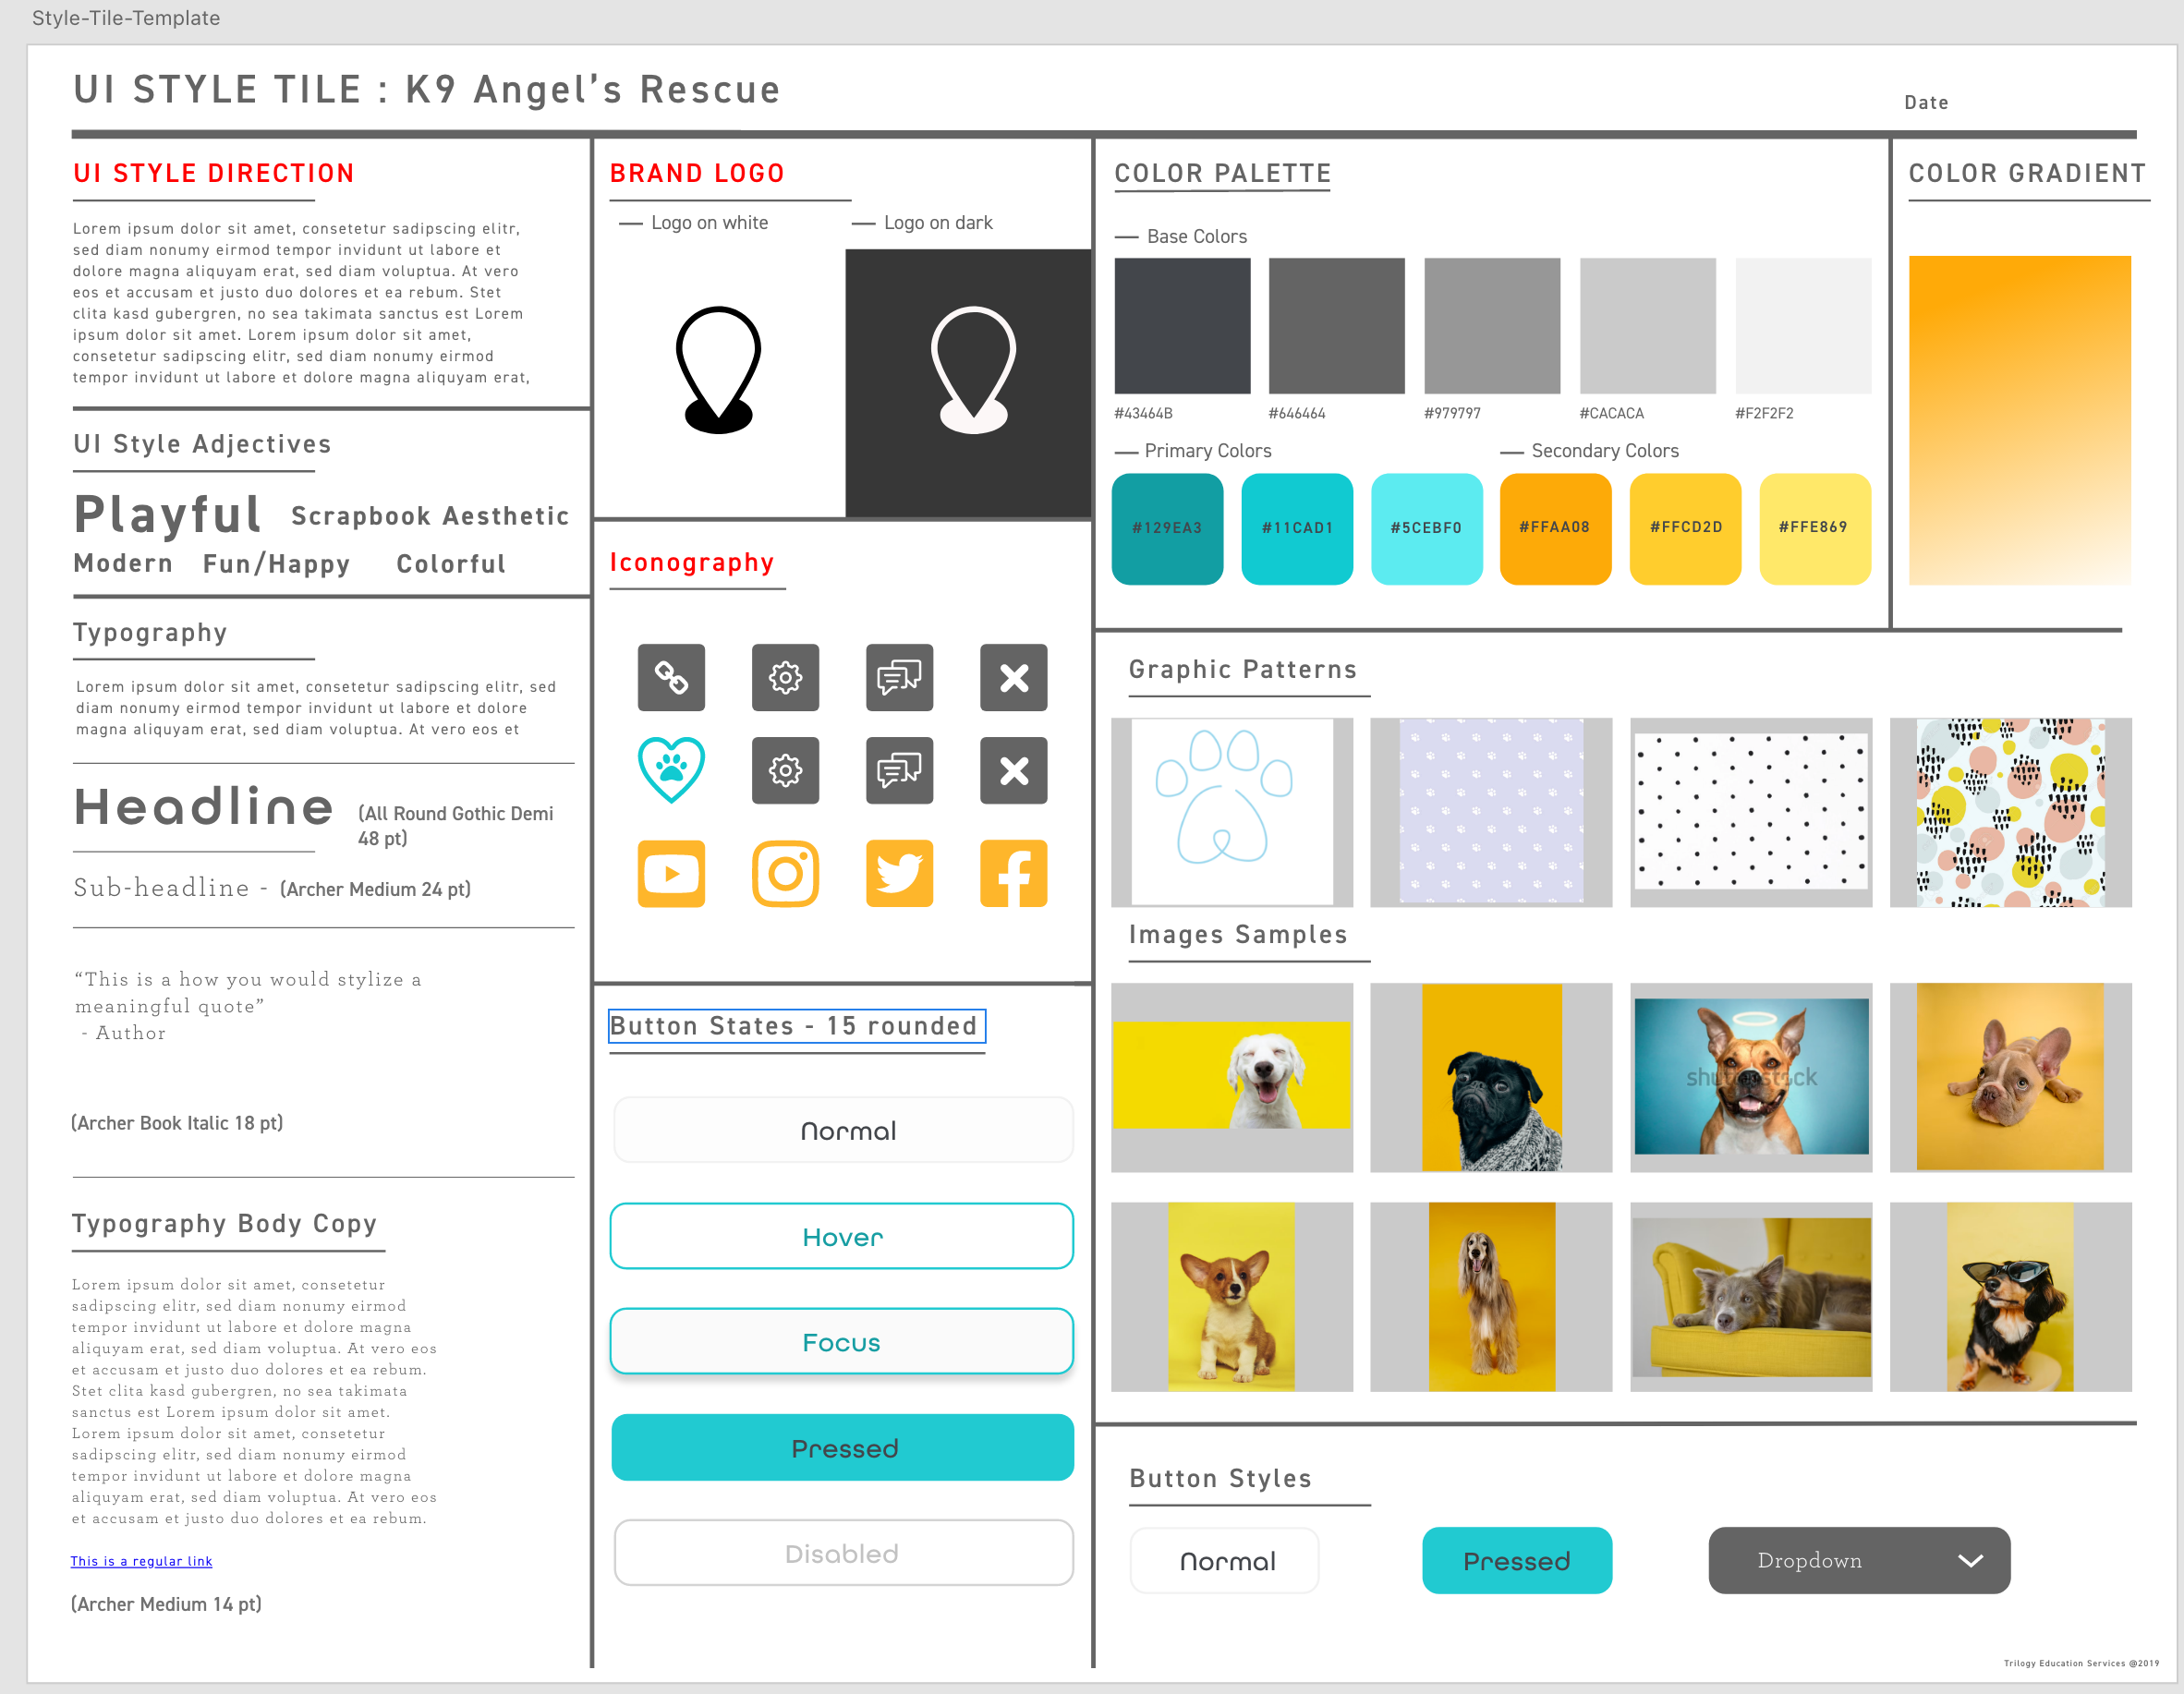 Style-Tile-Template
UI STYLE TILE : K9 Angel’s Rescue
Date
UI STYLE DIRECTION
Lorem ipsum dolor sit amet, consetetur sadipscing elitr,
sed diam nonumy eirmod tempor invidunt ut labore et
dolore magna aliquyam erat, sed diam voluptua. At vero
eos et accusam et justo duo dolores et ea rebum. Stet
clita kasd gubergren, no sea takimata sanctus est Lorem
ipsum dolor sit amet. Lorem ipsum dolor sit amet,
consetetur sadipscing elitr, sed diam nonumy eirmod
tempor invidunt ut labore et dolore magna aliquyam erat,
UI Style Adjectives
Playful Scrapbook Aesthetic
Modern Fun/Happy Colorful
Typography
Lorem ipsum dolor sit amet, consetetur sadipscing elitr, sed
diam nonumy eirmod tempor invidunt ut labore et dolore
magna aliquyam erat, sed diam voluptua. At vero eos et
Headline (All Round Gothic Demi
48 pt)
Sub-headline - (Archer Medium 24 pt)
“This is a how you would stylize a
meaningful quote”
- Author
(Archer Book Italic 18 pt)
Typography Body Copy
Lorem ipsum dolor sit amet, consetetur
sadipscing elitr, sed diam nonumy eirmod
tempor invidunt ut labore et dolore magna
aliquyam erat, sed diam voluptua. At vero eos
et accusam et justo duo dolores et ea rebum.
Stet clita kasd gubergren, no sea takimata
sanctus est Lorem ipsum dolor sit amet.
Lorem ipsum dolor sit amet, consetetur
sadipscing elitr, sed diam nonumy eirmod
tempor invidunt ut labore et dolore magna
aliquyam erat, sed diam voluptua. At vero eos
et accusam et justo duo dolores et ea rebum.
This is a regular link
(Archer Medium 14 pt)
BRAND LOGO
— Logo on white — Logo on dark
Iconography
Button States - 15 rounded
Normal
Hover
Focus
Pressed
Disabled
COLOR PALETTE
— Base Colors
#43464B #646464 #979797 #CACACA #F2F2F2
— Primary Colors — Secondary Colors
#129EA3 #11CAD1 #5CEBF0 #FFAA08 #FFCD2D #FFE869
COLOR GRADIENT
Graphic Patterns
Images Samples
shutterstock
Button Styles
Normal Pressed Dropdown
Trilogy Education Services @2019